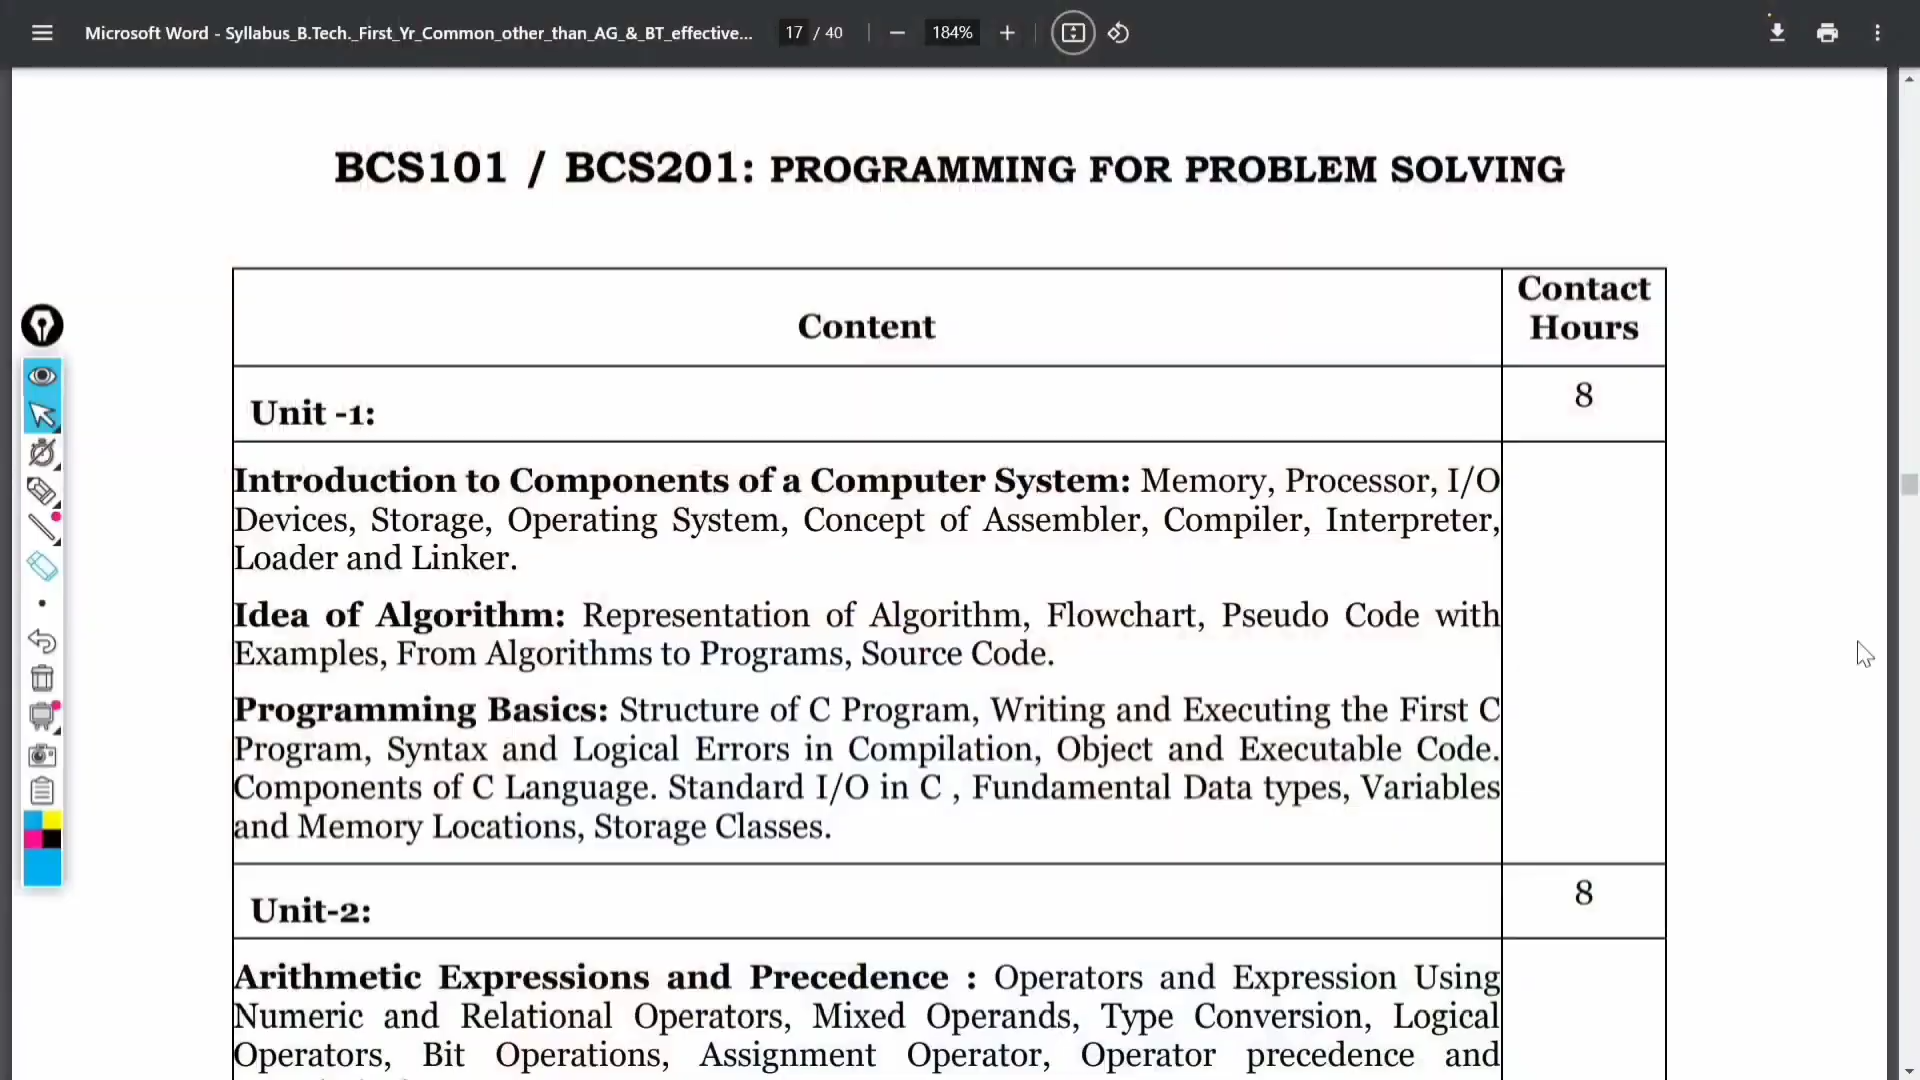 Microsoft Word - Syllabus_B.Tech._First_Yr_Common_other_than_AG_&_BT_effective...
17 / 40
184%
BCS101 / BCS201: PROGRAMMING FOR PROBLEM SOLVING
Content
Contact
Hours
Unit -1:
8
Introduction to Components of a Computer System: Memory, Processor, I/O
Devices, Storage, Operating System, Concept of Assembler, Compiler, Interpreter,
Loader and Linker.
Idea of Algorithm: Representation of Algorithm, Flowchart, Pseudo Code with
Examples, From Algorithms to Programs, Source Code.
Programming Basics: Structure of C Program, Writing and Executing the First C
Program, Syntax and Logical Errors in Compilation, Object and Executable Code.
Components of C Language. Standard I/O in C , Fundamental Data types, Variables
and Memory Locations, Storage Classes.
Unit-2:
8
Arithmetic Expressions and Precedence : Operators and Expression Using
Numeric and Relational Operators, Mixed Operands, Type Conversion, Logical
Operators, Bit Operations, Assignment Operator, Operator precedence and